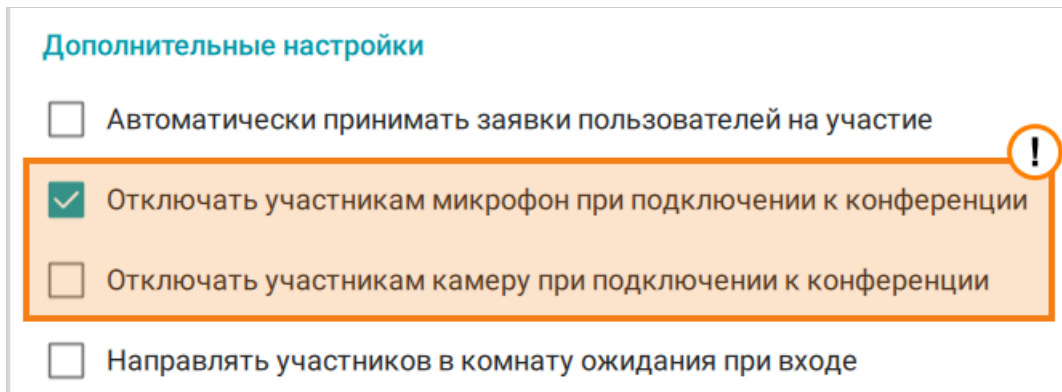 Дополнительные настройки
Автоматически принимать заявки пользователей на участие
!
Отключать участникам микрофон при подключении к конференции
Отключать участникам камеру при подключении к конференции
Направлять участников в комнату ожидания при входе